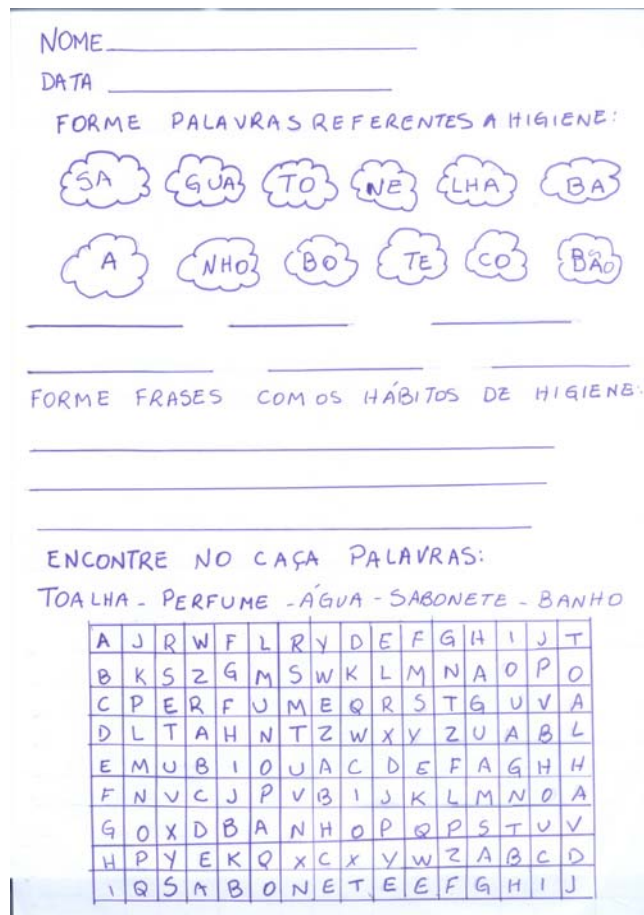 NOME
DATA
FORME PALAVRAS REFERENTES A HIGIENE:
SA GUA TO NE LHA BA
A NHO BO TE CO BÃO
FORME FRASES COM OS HÁBITOS DE HIGIENE:
ENCONTRE NO CAÇA PALAVRAS:
TOALHA - PERFUME - ÁGUA - SABONETE - BANHO
A J R W F L R Y D E F G H I J T
B K S Z G M S W K L M N A O P O
C P E R F U M E Q R S T G U V A
D L T A H N T Z W X Y Z U A B L
E M U B I O U A C D E F A G H H
F N V C J P V B I J K L M N O A
G O X D B A N H O P Q P S T U V
H P Y E K Q X C X Y W Z A B C D
I Q S A B O N E T E E F G H I J